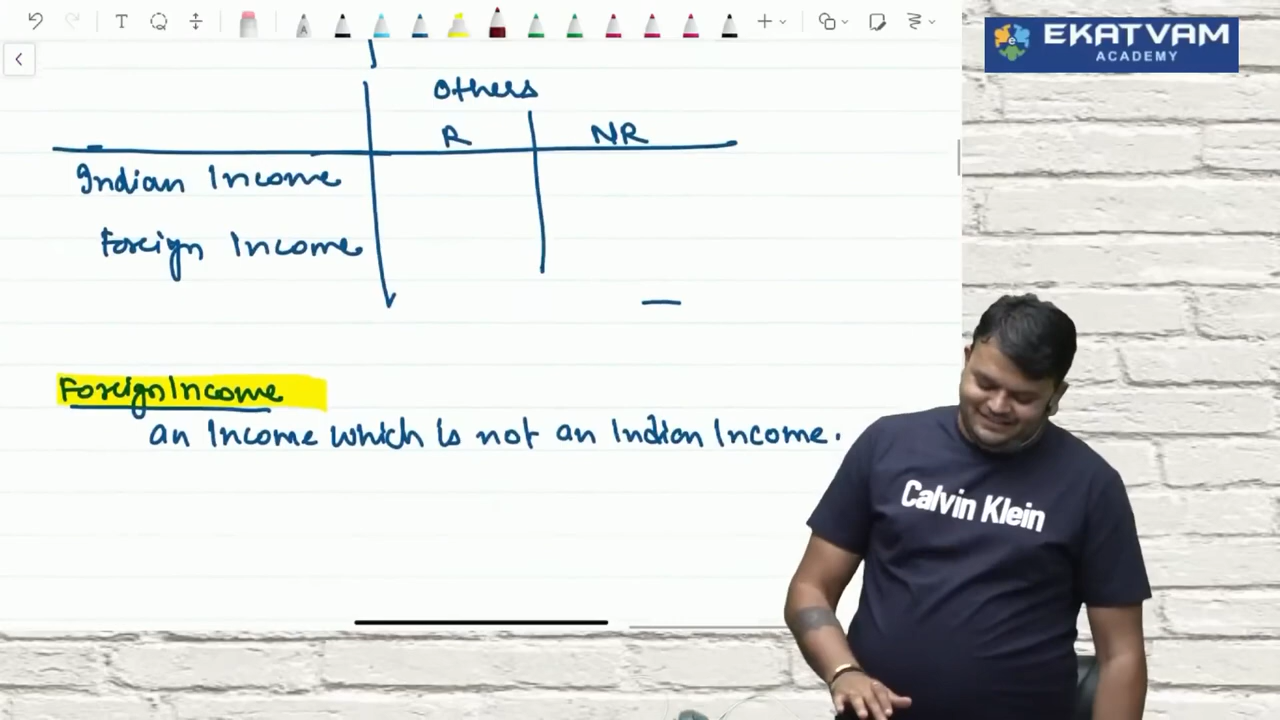 EKATVAM
ACADEMY
Others
R NR
Indian Income
Foreign Income
Foreign Income
an Income which is not an Indian Income.
Calvin Klein